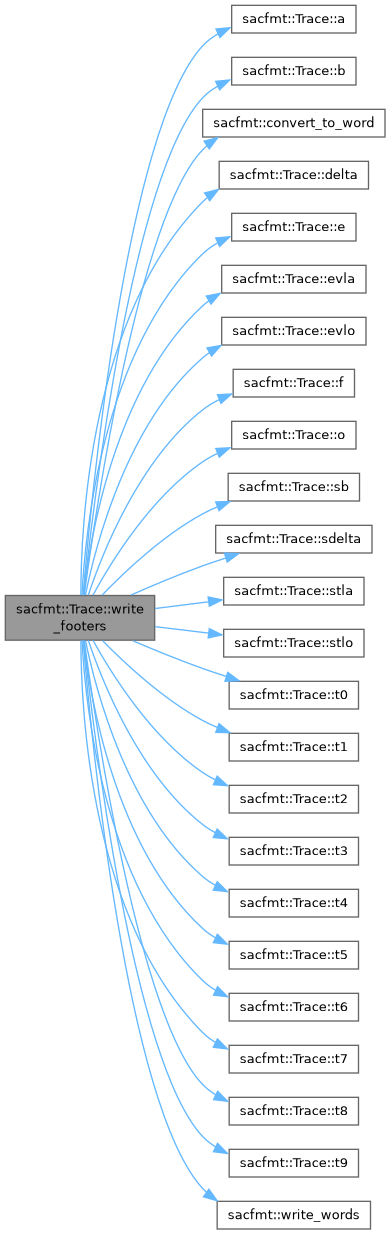 sacfmt::Trace::a
sacfmt::Trace::b
sacfmt::convert_to_word
sacfmt::Trace::delta
sacfmt::Trace::e
sacfmt::Trace::evla
sacfmt::Trace::evlo
sacfmt::Trace::f
sacfmt::Trace::o
sacfmt::Trace::sb
sacfmt::Trace::sdelta
sacfmt::Trace::write
_footers
sacfmt::Trace::stla
sacfmt::Trace::stlo
sacfmt::Trace::t0
sacfmt::Trace::t1
sacfmt::Trace::t2
sacfmt::Trace::t3
sacfmt::Trace::t4
sacfmt::Trace::t5
sacfmt::Trace::t6
sacfmt::Trace::t7
sacfmt::Trace::t8
sacfmt::Trace::t9
sacfmt::write_words